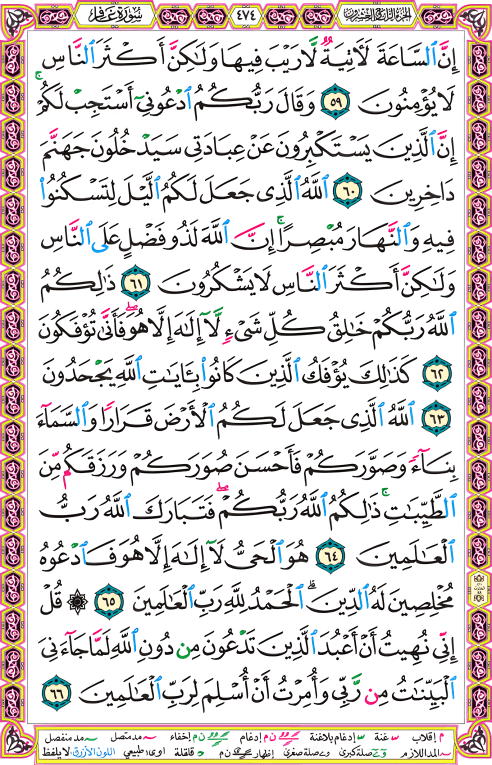 الجزء الرابع والعشرون ٤٧٤ سورة غافر
إِنَّ ٱلسَّاعَةَ لَأٓتِيَةٌ لَّا رَيْبَ فِيهَا وَلَٰكِنَّ أَكْثَرَ ٱلنَّاسِ
لَا يُؤْمِنُونَ ٥٩ وَقَالَ رَبُّكُمُ ٱدْعُونِىٓ أَسْتَجِبْ لَكُمْ ۚ
إِنَّ ٱلَّذِينَ يَسْتَكْبِرُونَ عَنْ عِبَادَتِى سَيَدْخُلُونَ جَهَنَّمَ
دَاخِرِينَ ٦٠ ٱللَّهُ ٱلَّذِى جَعَلَ لَكُمُ ٱلَّيْلَ لِتَسْكُنُوا۟
فِيهِ وَٱلنَّهَارَ مُبْصِرًا ۚ إِنَّ ٱللَّهَ لَذُو فَضْلٍ عَلَى ٱلنَّاسِ
وَلَٰكِنَّ أَكْثَرَ ٱلنَّاسِ لَا يَشْكُرُونَ ٦١ ذَٰلِكُمُ
ٱللَّهُ رَبُّكُمْ خَٰلِقُ كُلِّ شَىْءٍ لَّآ إِلَٰهَ إِلَّا هُوَ ۖ فَأَنَّىٰ تُؤْفَكُونَ
٦٢ كَذَٰلِكَ يُؤْفَكُ ٱلَّذِينَ كَانُوا۟ بِـَٔايَٰتِ ٱللَّهِ يَجْحَدُونَ
٦٣ ٱللَّهُ ٱلَّذِى جَعَلَ لَكُمُ ٱلْأَرْضَ قَرَارًا وَٱلسَّمَآءَ
بِنَآءً وَصَوَّرَكُمْ فَأَحْسَنَ صُوَرَكُمْ وَرَزَقَكُم مِّنَ
ٱلطَّيِّبَٰتِ ۚ ذَٰلِكُمُ ٱللَّهُ رَبُّكُمْ ۖ فَتَبَارَكَ ٱللَّهُ رَبُّ
ٱلْعَٰلَمِينَ ٦٤ هُوَ ٱلْحَىُّ لَآ إِلَٰهَ إِلَّا هُوَ فَٱدْعُوهُ
مُخْلِصِينَ لَهُ ٱلدِّينَ ۗ ٱلْحَمْدُ لِلَّهِ رَبِّ ٱلْعَٰلَمِينَ ٦٥ ۞ قُلْ
إِنِّى نُهِيتُ أَنْ أَعْبُدَ ٱلَّذِينَ تَدْعُونَ مِن دُونِ ٱللَّهِ لَمَّا جَآءَنِىَ
ٱلْبَيِّنَٰتُ مِن رَّبِّى وَأُمِرْتُ أَنْ أُسْلِمَ لِرَبِّ ٱلْعَٰلَمِينَ ٦٦
م إقلاب غنة إدغام بلاغنة ن م إدغام ن م إخفاء مد متصل مد منفصل
المد اللازم صلة كبرى وے صلة صغرى إظهار ن م قلقلة اوى: طبيعي اللون الأزرق: لا يلفظ